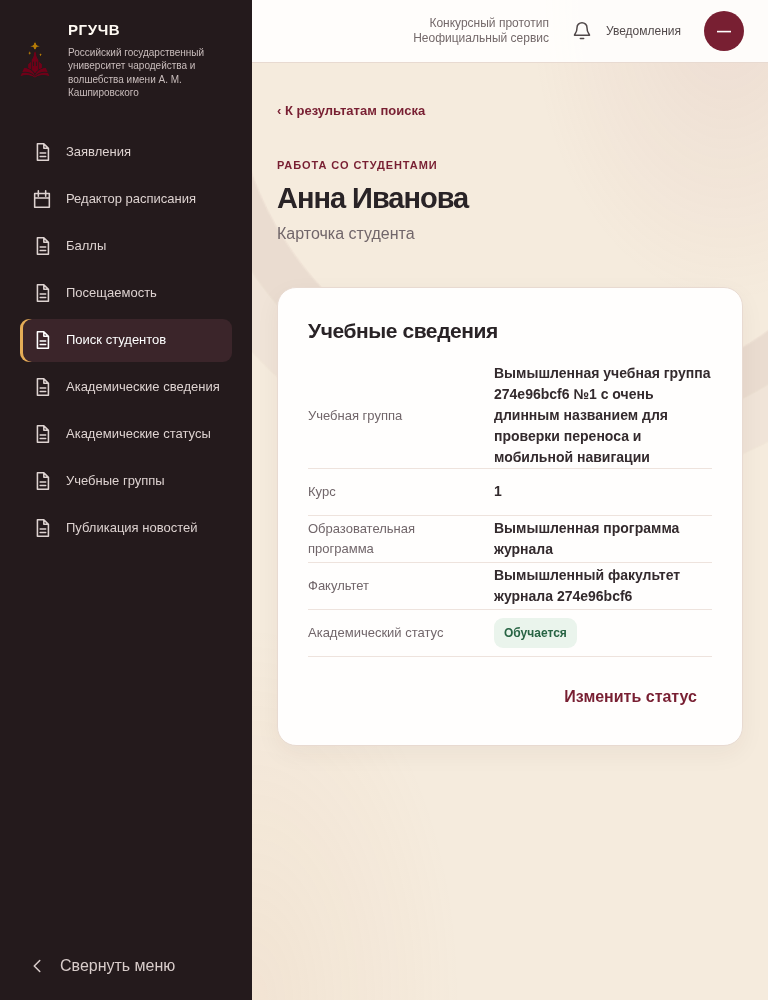 РГУЧВ
Российский государственный
университет чародейства и
волшебства имени А. М.
Кашпировского
Заявления
Редактор расписания
Баллы
Посещаемость
Поиск студентов
Академические сведения
Академические статусы
Учебные группы
Публикация новостей
Свернуть меню
Конкурсный прототип
Неофициальный сервис
Уведомления
—
‹ К результатам поиска
РАБОТА СО СТУДЕНТАМИ
Анна Иванова
Карточка студента
Учебные сведения
Учебная группа
Вымышленная учебная группа
274e96bcf6 №1 с очень
длинным названием для
проверки переноса и
мобильной навигации
Курс
1
Образовательная
программа
Вымышленная программа
журнала
Факультет
Вымышленный факультет
журнала 274e96bcf6
Академический статус
Обучается
Изменить статус